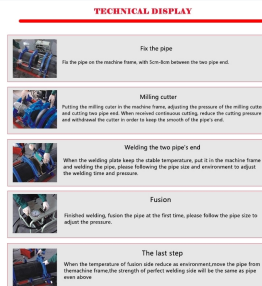 TECHNICAL DISPLAY
Fix the pipe
Fix the pipe on the machine frame, with 5cm-8cm between the two pipe end.
Milling cutter
Putting the milling cuter in the machine frame, adjusting the pressure of the milling cutte
and cutting two pipe end. When received continuous cutting, reduce the cutting pressure
and withdrawal the cutter in order to keep the smooth of the pipe's end.
Welding the two pipe's end
When the welding plate keep the stable temperature, put it in the machine frame
and welding the pipe, please following the pipe size and environment to adjust
the welding time and pressure.
Fusion
Finished welding, fusion the pipe at the first time, please follow the pipe size to
adjust the pressure.
The last step
When the temperature of fusion side reduce as environment,move the pipe from
themachine frame,the strength of perfect welding side will be the same as pipe
even above